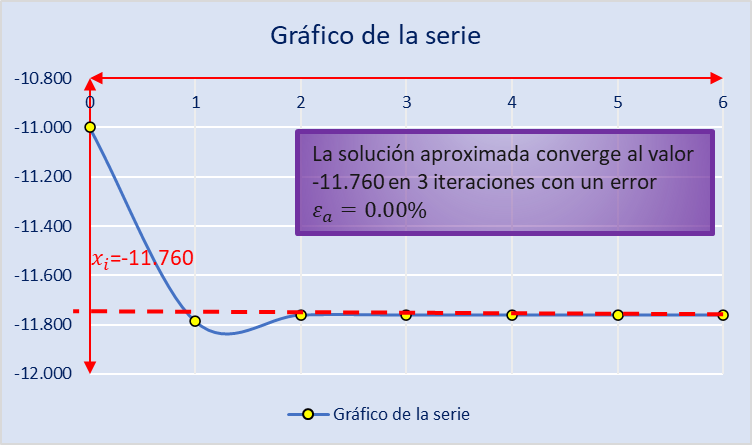 Gráfico de la serie
-10.800
0 1 2 3 4 5 6
-11.000
-11.200
-11.400
-11.600
-11.800
-12.000
La solución aproximada converge al valor
-11.760 en 3 iteraciones con un error
𝜀𝑎 = 0.00%
𝑥𝑖=-11.760
Gráfico de la serie